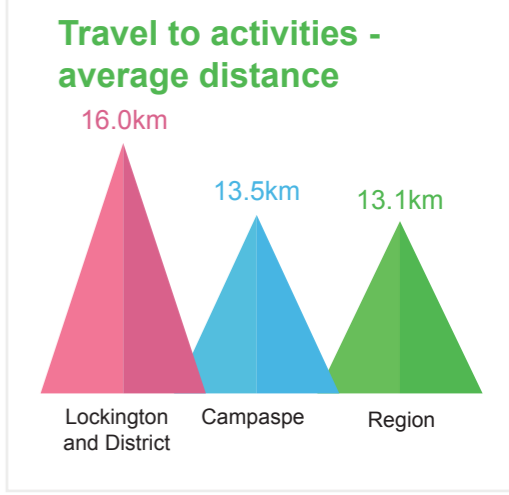 Travel to activities -
average distance
16.0km
13.5km
13.1km
Lockington
and District
Campaspe
Region